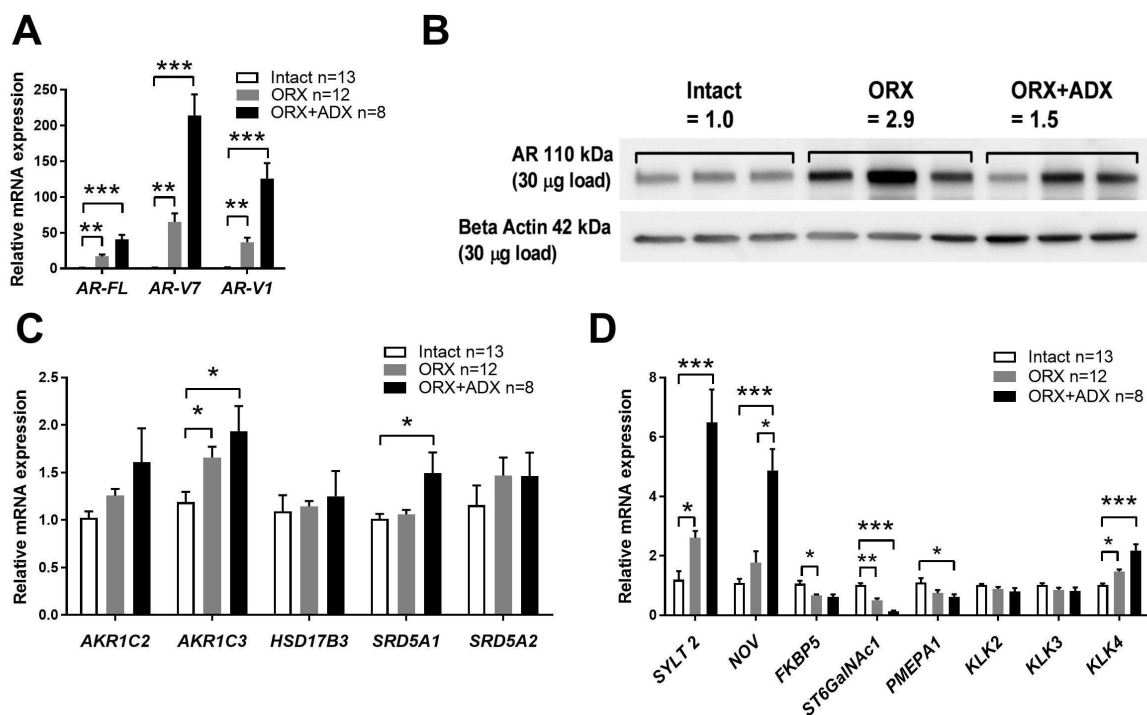 A
Relative mRNA expression
250
200
150
100
50
0
***
**
***
**
***
**
Intact n=13
ORX n=12
ORX+ADX n=8
AR-FL AR-V7 AR-V1
B
Intact ORX ORX+ADX
= 1.0 = 2.9 = 1.5
AR 110 kDa
(30 µg load)
Beta Actin 42 kDa
(30 µg load)
C
Relative mRNA expression
2.5
2.0
1.5
1.0
0.5
0.0
*
*
*
Intact n=13
ORX n=12
ORX+ADX n=8
AKR1C2 AKR1C3 HSD17B3 SRD5A1 SRD5A2
D
Relative mRNA expression
8
6
4
2
0
***
*
***
*
*
***
**
*
***
*
Intact n=13
ORX n=12
ORX+ADX n=8
SYLT 2 NOV FKBP5 ST6GalNAc1 PMEPA1 KLK2 KLK3 KLK4